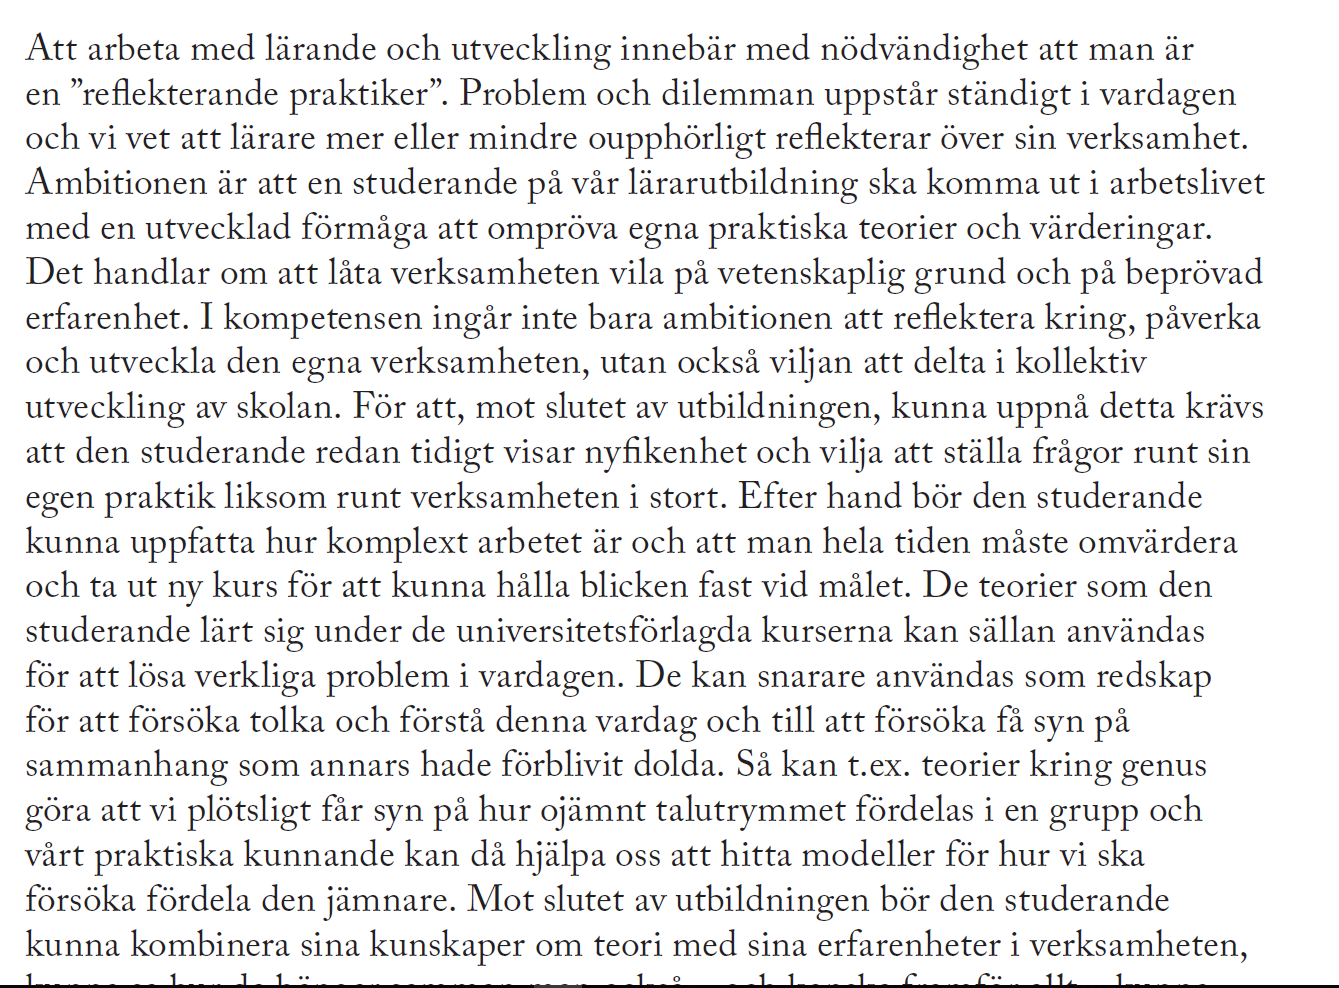 Att arbeta med lärande och utveckling innebär med nödvändighet att man är
en ”reflekterande praktiker”. Problem och dilemman uppstår ständigt i vardagen
och vi vet att lärare mer eller mindre oupphörligt reflekterar över sin verksamhet.
Ambitionen är att en studerande på vår lärarutbildning ska komma ut i arbetslivet
med en utvecklad förmåga att ompröva egna praktiska teorier och värderingar.
Det handlar om att låta verksamheten vila på vetenskaplig grund och på beprövad
erfarenhet. I kompetensen ingår inte bara ambitionen att reflektera kring, påverka
och utveckla den egna verksamheten, utan också viljan att delta i kollektiv
utveckling av skolan. För att, mot slutet av utbildningen, kunna uppnå detta krävs
att den studerande redan tidigt visar nyfikenhet och vilja att ställa frågor runt sin
egen praktik liksom runt verksamheten i stort. Efter hand bör den studerande
kunna uppfatta hur komplext arbetet är och att man hela tiden måste omvärdera
och ta ut ny kurs för att kunna hålla blicken fast vid målet. De teorier som den
studerande lärt sig under de universitetsförlagda kurserna kan sällan användas
för att lösa verkliga problem i vardagen. De kan snarare användas som redskap
för att försöka tolka och förstå denna vardag och till att försöka få syn på
sammanhang som annars hade förblivit dolda. Så kan t.ex. teorier kring genus
göra att vi plötsligt får syn på hur ojämnt talutrymmet fördelas i en grupp och
vårt praktiska kunnande kan då hjälpa oss att hitta modeller för hur vi ska
försöka fördela den jämnare. Mot slutet av utbildningen bör den studerande
kunna kombinera sina kunskaper om teori med sina erfarenheter i verksamheten,